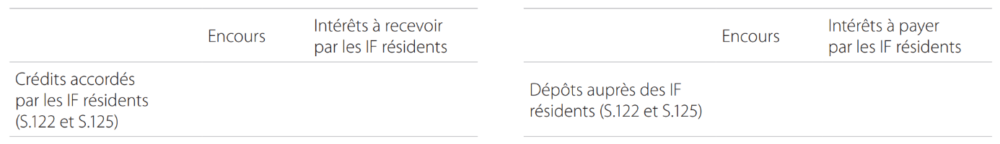 Encours
Intérêts à recevoir
par les IF résidents
Crédits accordés
par les IF résidents
(S.122 et S.125)
Encours
Intérêts à payer
par les IF résidents
Dépôts auprès des IF
résidents (S.122 et S.125)